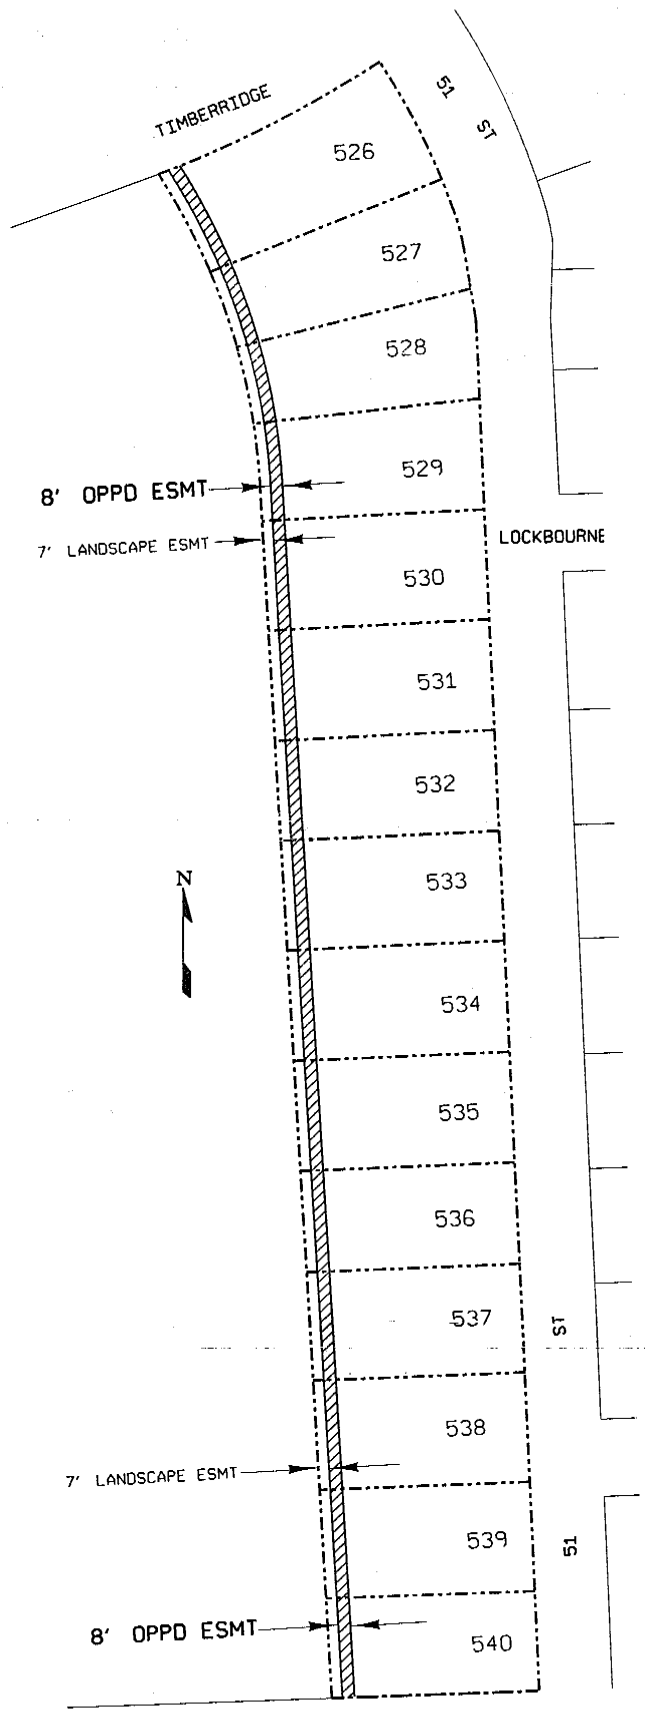 TIMBERRIDGE
51 ST
526
527
528
529
8' OPPD ESMT
7' LANDSCAPE ESMT
LOCKBOURNE
530
531
532
N
533
534
535
536
537
ST
538
7' LANDSCAPE ESMT
539
51
8' OPPD ESMT
540